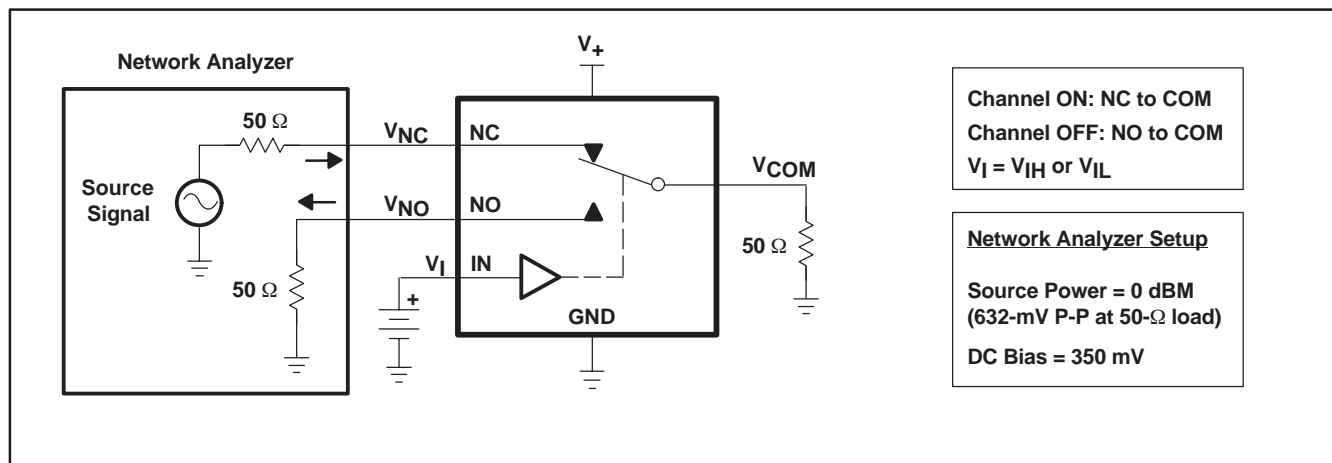 Network Analyzer
50 Ω
Source
Signal
50 Ω
VNC
NC
VNO
NO
VI
IN
+
V+
GND
VCOM
50 Ω
Channel ON: NC to COM
Channel OFF: NO to COM
VI = VIH or VIL
Network Analyzer Setup
Source Power = 0 dBM
(632-mV P-P at 50-Ω load)
DC Bias = 350 mV